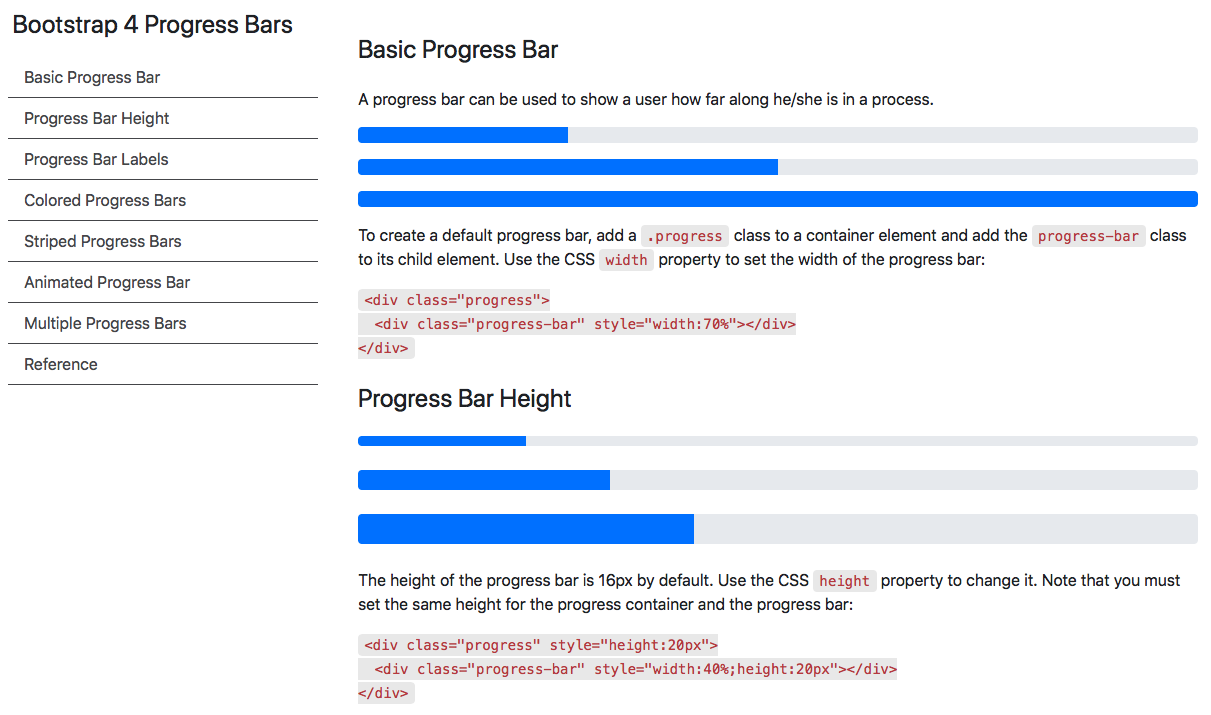 Bootstrap 4 Progress Bars
Basic Progress Bar
Progress Bar Height
Progress Bar Labels
Colored Progress Bars
Striped Progress Bars
Animated Progress Bar
Multiple Progress Bars
Reference
Basic Progress Bar
A progress bar can be used to show a user how far along he/she is in a process.
To create a default progress bar, add a .progress class to a container element and add the progress-bar class
to its child element. Use the CSS width property to set the width of the progress bar:
<div class="progress">
  <div class="progress-bar" style="width:70%"></div>
</div>
Progress Bar Height
The height of the progress bar is 16px by default. Use the CSS height property to change it. Note that you must
set the same height for the progress container and the progress bar:
<div class="progress" style="height:20px">
  <div class="progress-bar" style="width:40%;height:20px"></div>
</div>